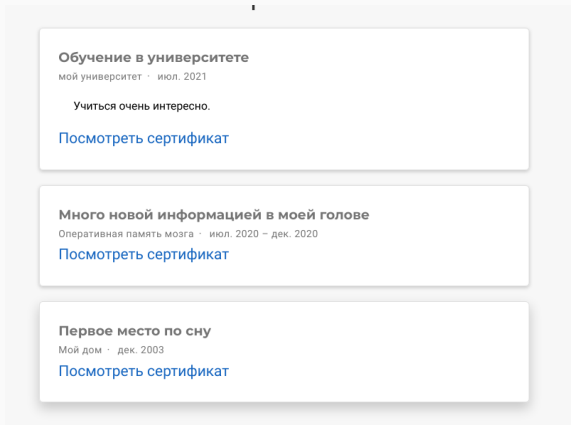 Обучение в университете
мой университет · июл. 2021
Учиться очень интересно.
Посмотреть сертификат
Много новой информацией в моей голове
Оперативная память мозга · июл. 2020 – дек. 2020
Посмотреть сертификат
Первое место по сну
Мой дом · дек. 2003
Посмотреть сертификат